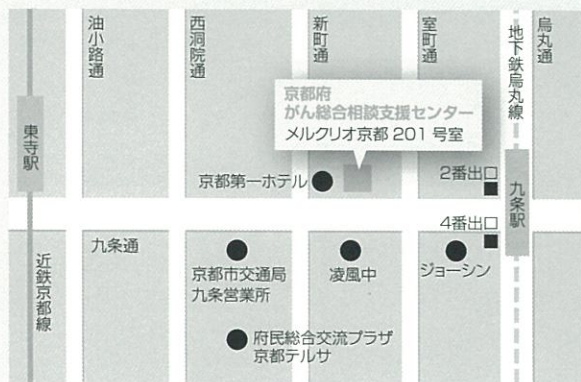 油小路通
西洞院通
新町通
室町通
地下鉄烏丸線
烏丸通
京都府
がん総合相談支援センター
メルクリオ京都 201 号室
東寺駅
京都第一ホテル
2番出口
九条駅
4番出口
九条通
近鉄京都線
京都市交通局
九条営業所
凌風中
ジョーシン
府民総合交流プラザ
京都テルサ